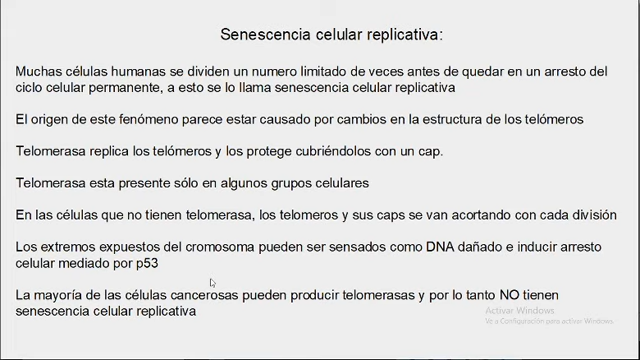 Senescencia celular replicativa:
Muchas células humanas se dividen un numero limitado de veces antes de quedar en un arresto del
ciclo celular permanente, a esto se lo llama senescencia celular replicativa
El origen de este fenómeno parece estar causado por cambios en la estructura de los telómeros
Telomerasa replica los telómeros y los protege cubriéndolos con un cap.
Telomerasa esta presente sólo en algunos grupos celulares
En las células que no tienen telomerasa, los telomeros y sus caps se van acortando con cada división
Los extremos expuestos del cromosoma pueden ser sensados como DNA dañado e inducir arresto
celular mediado por p53
La mayoría de las células cancerosas pueden producir telomerasas y por lo tanto NO tienen
senescencia celular replicativa
Activar Windows
Ve a Configuración para activar Windows.